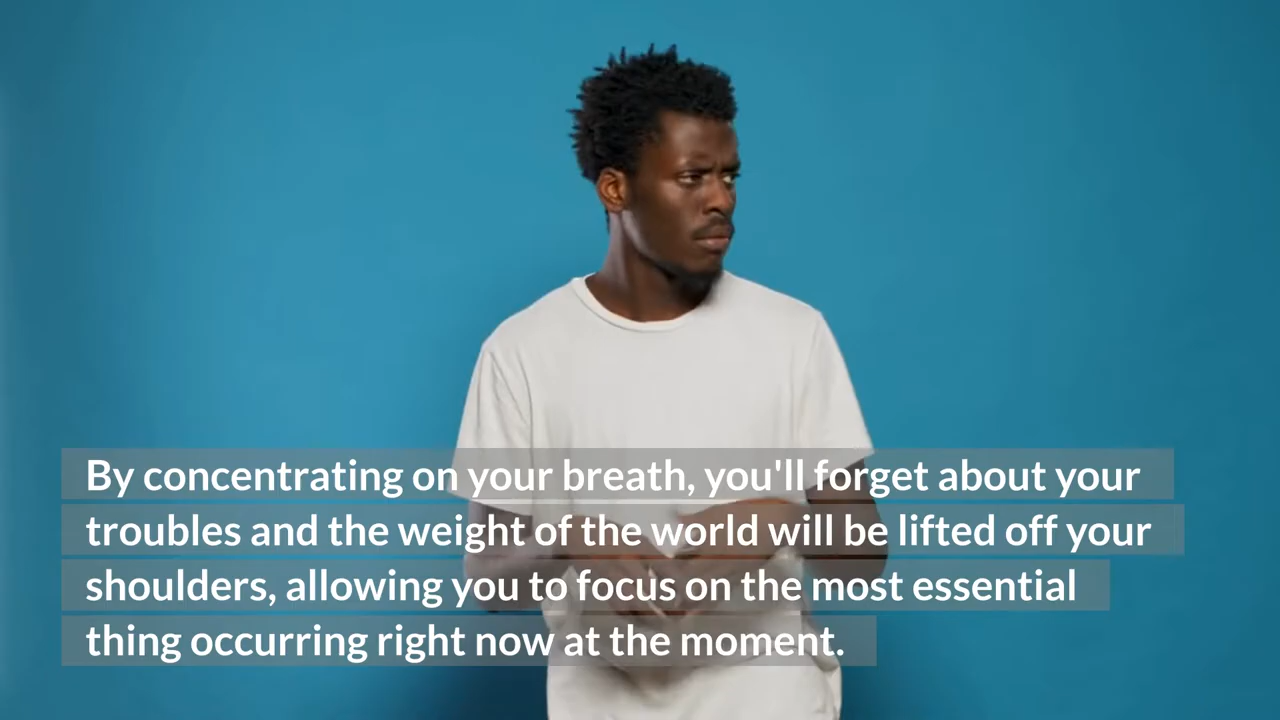 By concentrating on your breath, you'll forget about your
troubles and the weight of the world will be lifted off your
shoulders, allowing you to focus on the most essential
thing occurring right now at the moment.